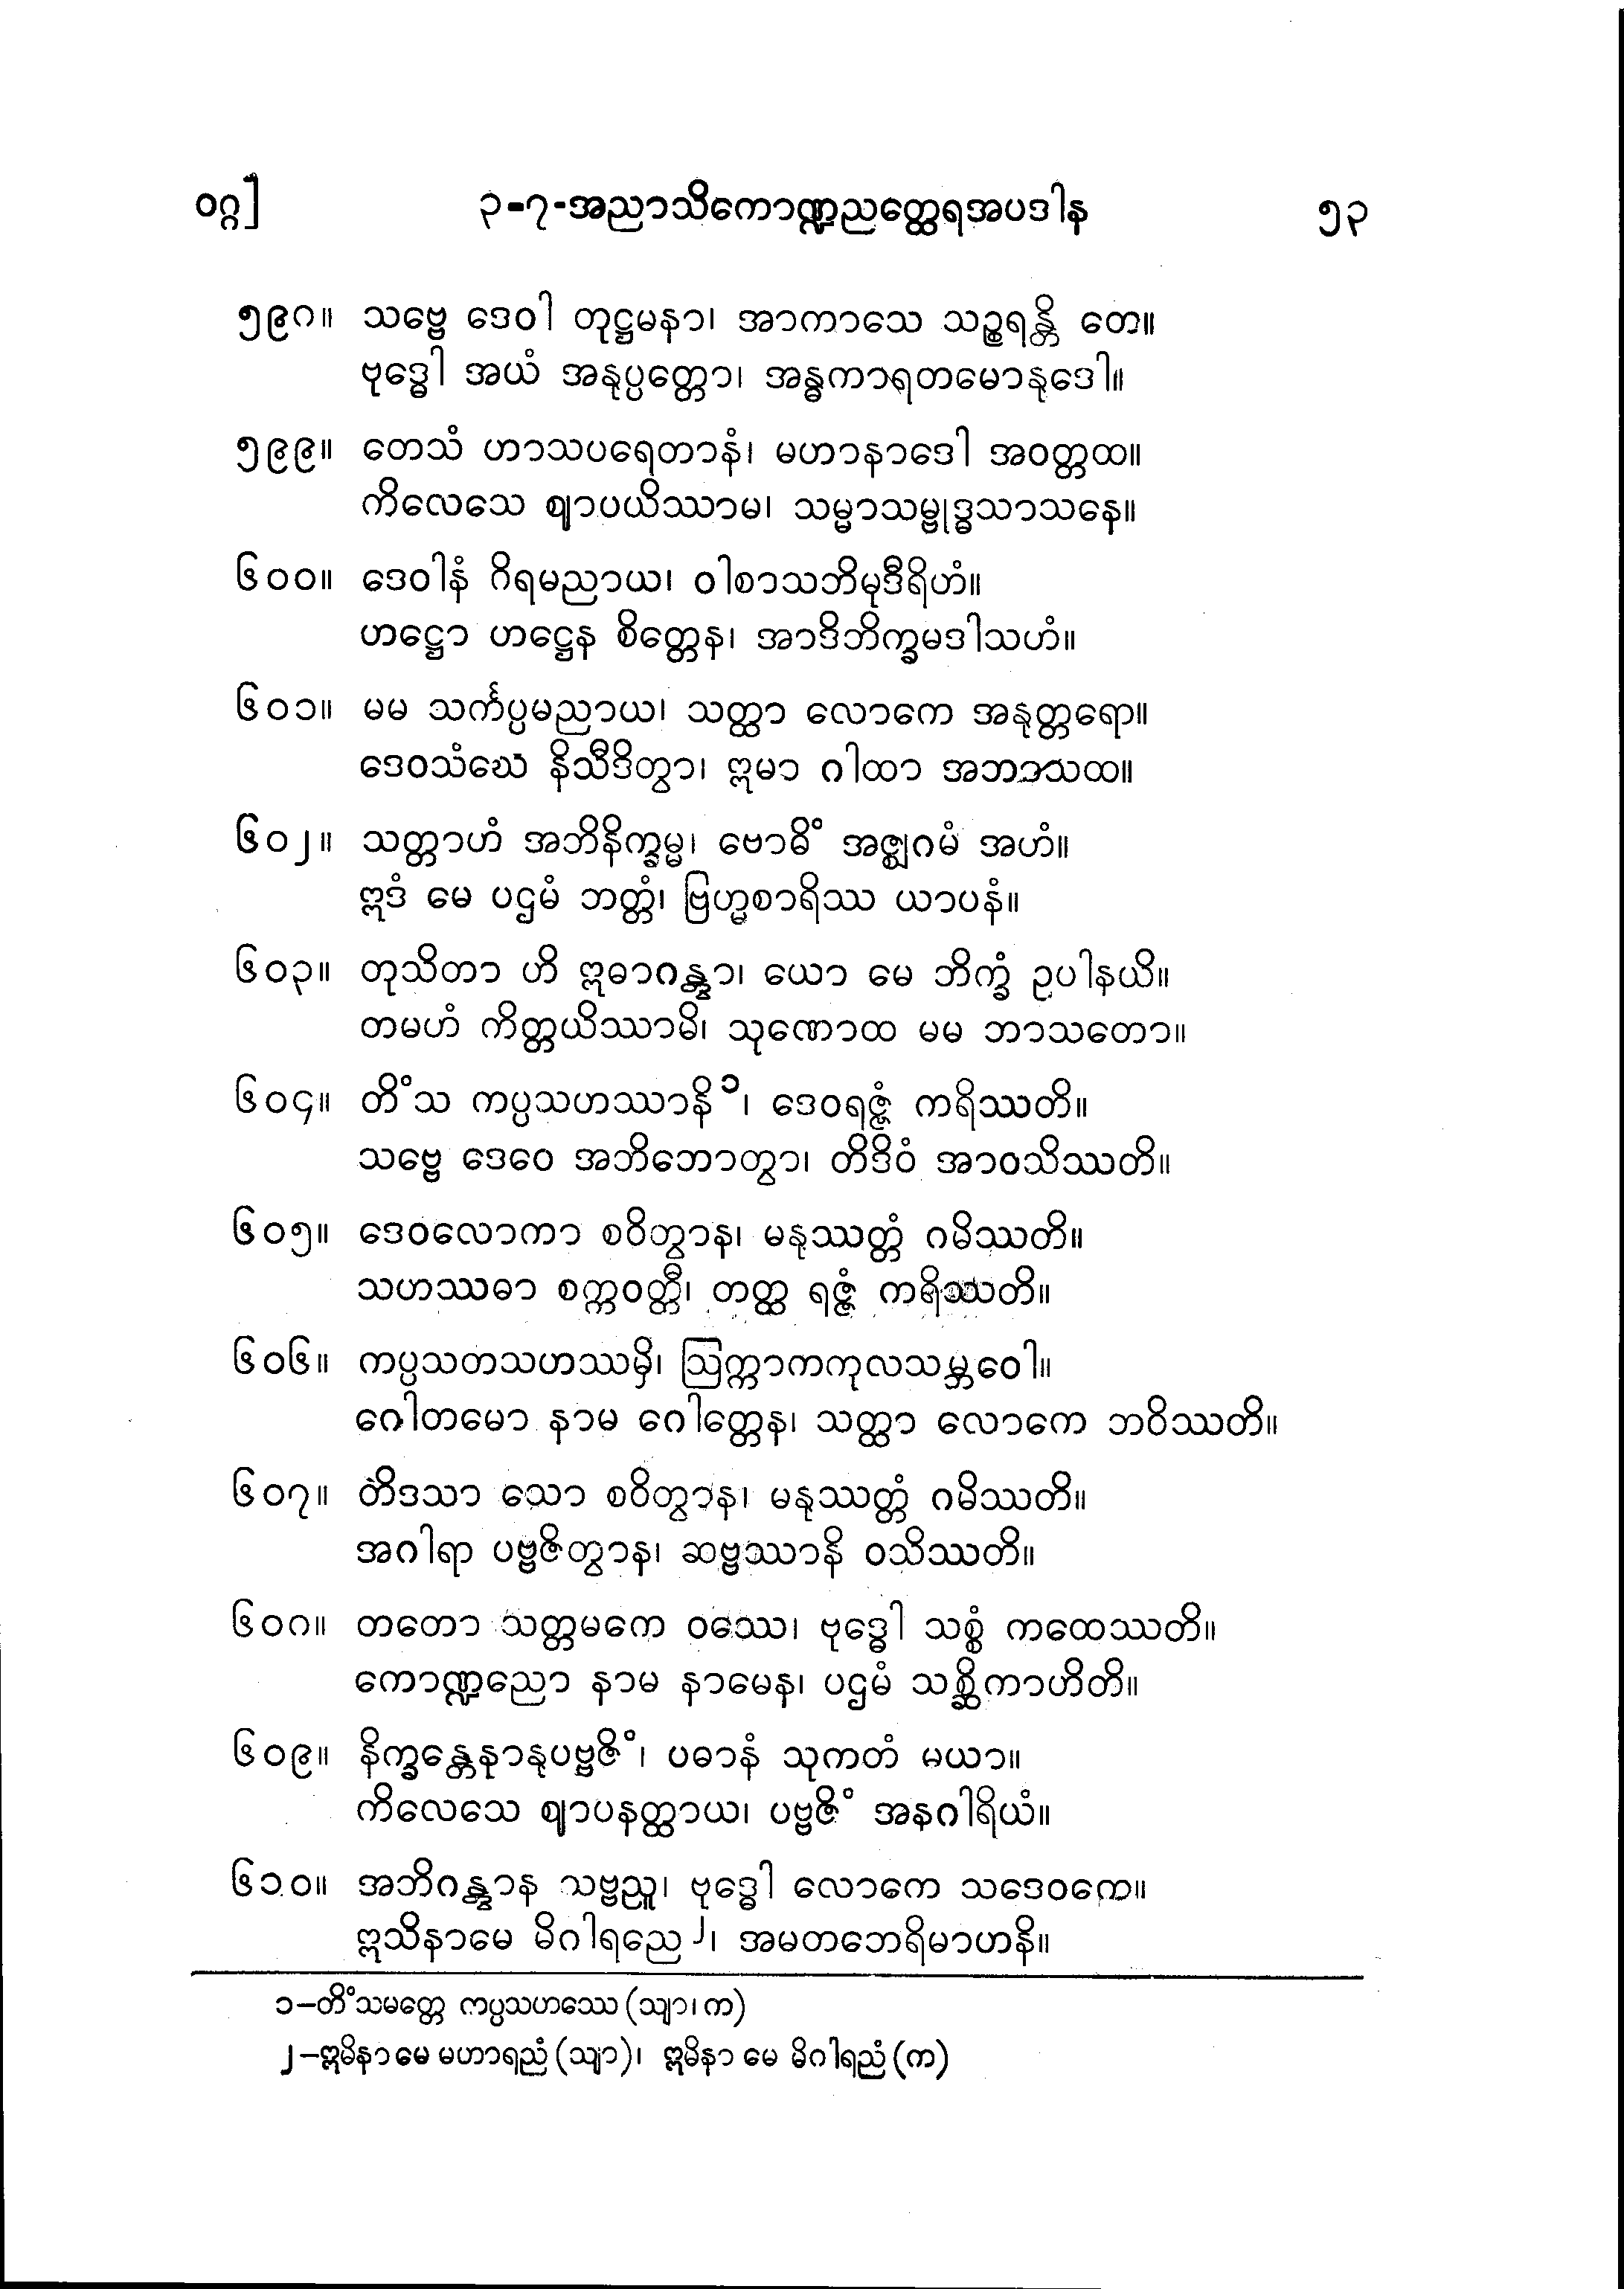 ဝဂ္ဂ]
၃-၇-အညာသိကောဏ္ဍညတ္ထေရအပဒါန
၅၃
၅၉၈။ သဗ္ဗေ ဒေဝါ တုဋ္ဌမနာ၊ အာကာသေ သဉ္စရန္တိ တေ။
ဗုဒ္ဓေါ အယံ အနုပ္ပတ္တော၊ အန္ဓကာရတမောနုဒေါ။
၅၉၉။ တေသံ ဟာသပရေတာနံ၊ မဟာနာဒေါ အဝတ္တထ။
ကိလေသေ ဈာပယိဿာမ၊ သမ္မာသမ္ဗုဒ္ဓသာသနေ။
၆၀၀။ ဒေဝါနံ ဂိရမညာယ၊ ဝါစာသဘိမုဒီရိဟံ။
ဟဋ္ဌော ဟဋ္ဌေန စိတ္တေန၊ အာဒိဘိက္ခမဒါသဟံ။
၆၀၁။ မမ သင်္ကပ္ပမညာယ၊ သတ္ထာ လောကေ အနုတ္တရော။
ဒေဝသံဃေ နိသီဒိတွာ၊ ဣမာ ဂါထာ အဘာသထ။
၆၀၂။ သတ္တာဟံ အဘိနိက္ခမ္မ၊ ဗောဓိံ အဇ္ဈဂမံ အဟံ။
ဣဒံ မေ ပဌမံ ဘတ္တံ၊ ဗြဟ္မစာရိဿ ယာပနံ။
၆၀၃။ တုသိတာ ဟိ ဣဓာဂန္တွာ၊ ယော မေ ဘိက္ခံ ဥပါနယိ။
တမဟံ ကိတ္တယိဿာမိ၊ သုဏောထ မမ ဘာသတော။
၆၀၄။ တိံသ ကပ္ပသဟဿာနိ၁၊ ဒေဝရဇ္ဇံ ကရိဿတိ။
သဗ္ဗေ ဒေဝေ အဘိဘောတွာ၊ တိဒိဝံ အာဝသိဿတိ။
၆၀၅။ ဒေဝလောကာ စဝိတွာန၊ မနုဿတ္တံ ဂမိဿတိ။
သဟဿဓာ စက္ကဝတ္တီ၊ တတ္ထ ရဇ္ဇံ ကရိဿတိ။
၆၀၆။ ကပ္ပသတသဟဿမှိ၊ ဩက္ကာကကုလသမ္ဘဝေါ။
ဂေါတမော နာမ ဂေါတ္တေန၊ သတ္ထာ လောကေ ဘဝိဿတိ။
၆၀၇။ တိဒသာ သော စဝိတွာန၊ မနုဿတ္တံ ဂမိဿတိ။
အဂါရာ ပဗ္ဗဇိတွာန၊ ဆဗ္ဗဿာနိ ဝသိဿတိ။
၆၀၈။ တတော သတ္တမကေ ဝဿေ၊ ဗုဒ္ဓေါ သစ္စံ ကထေဿတိ။
ကောဏ္ဍညော နာမ နာမေန၊ ပဌမံ သစ္ဆိကာဟိတိ။
၆၀၉။ နိက္ခန္တေနာနုပဗ္ဗဇိံ၊ ပဓာနံ သုကတံ မယာ။
ကိလေသေ ဈာပနတ္ထာယ၊ ပဗ္ဗဇိံ အနဂါရိယံ။
၆၁၀။ အဘိဂန္တွာန သဗ္ဗညူ၊ ဗုဒ္ဓေါ လောကေ သဒေဝကေ။
ဣသိနာမေ မိဂါရညေ၂၊ အမတဘေရိမာဟနိ။
၁–တိံသမတ္တေ ကပ္ပသဟဿေ (သျာ၊ က)
၂–ဣမိနာ မေ မဟာရညံ (သျာ)၊ ဣမိနာ မေ မိဂါရညံ (က)